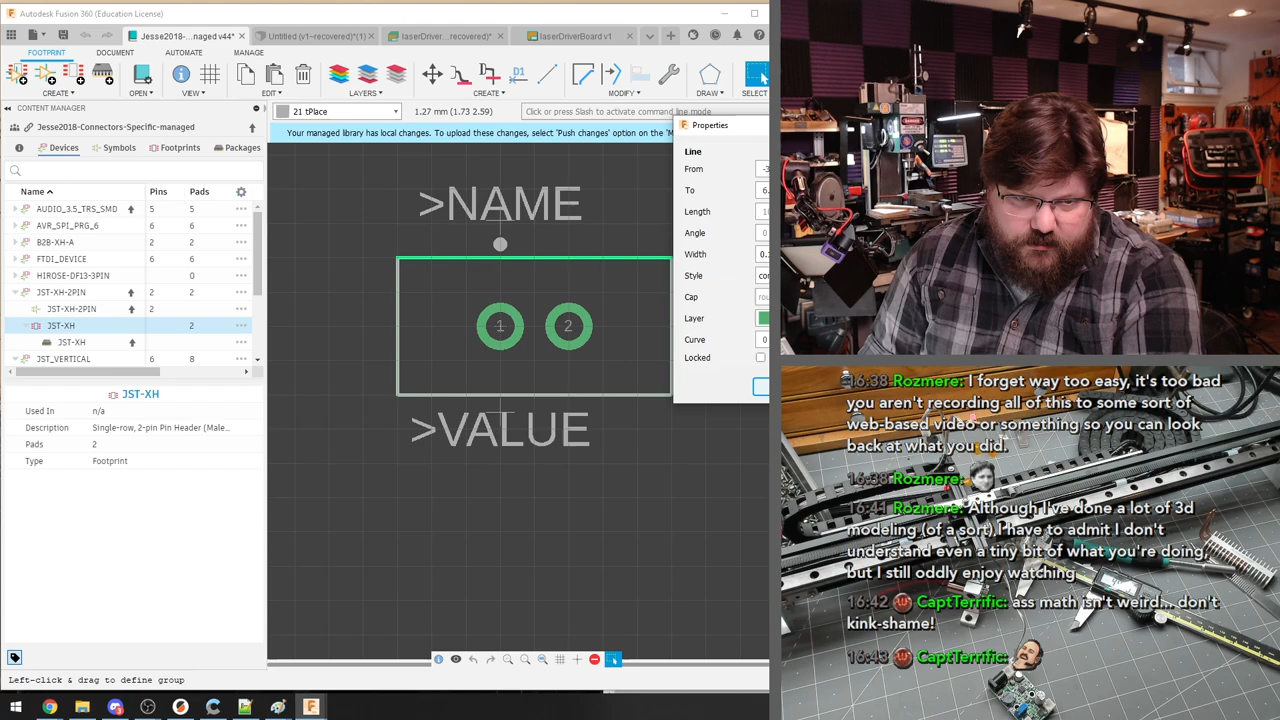 Autodesk Fusion 360 (Education License)
Jesse2018-...naged v44*
Untitled (v1~recovered)*(1)
laserDriver...recovered)*
laserDriverBoard v1
FOOTPRINT
DOCUMENT
AUTOMATE
MANAGE
CREATE
OPEN
VIEW
EDIT
LAYERS
CREATE
MODIFY
DRAW
SELECT
CONTENT MANAGER
21 tPlace
1.27 mm (1.73 2.59)
Click or press Slash to activate command line mode
Jesse2018 Connectors-Specific-managed
Your managed library has local changes. To upload these changes, select 'Push changes' option on the 'M
Devices
Symbols
Footprints
Packages
Name
Pins
Pads
AUDIO_3.5_TRS_SMD 5 5
AVR_SPI_PRG_6 6 6
B2B-XH-A 2 2
FTDI_DEVICE 6 6
HIROSE-DF13-3PIN 0
JST-XH-2PIN 2 2
JST-XH-2PIN 2
JST-XH 2
JST-XH
JST_VERTICAL 6 8
JST-XH
Used In n/a
Description Single-row, 2-pin Pin Header (Male...
Pads 2
Type Footprint
>NAME
1
2
>VALUE
Properties
Line
From -3
To 6.
Length 10
Angle 0
Width 0.
Style con
Cap rou
Layer
Curve 0
Locked
Left-click & drag to define group
16:38 Rozmere: I forget way too easy, it's too bad
you aren't recording all of this to some sort of
web-based video or something so you can look
back at what you did.
16:38 Rozmere:
16:41 Rozmere: Although I've done a lot of 3d
modeling (of a sort),I have to admit I don't
understand even a tiny bit of what you're doing,
but I still oddly enjoy watching
16:42 CaptTerrific: ass math isn't weird... don't
kink-shame!
16:43 CaptTerrific: